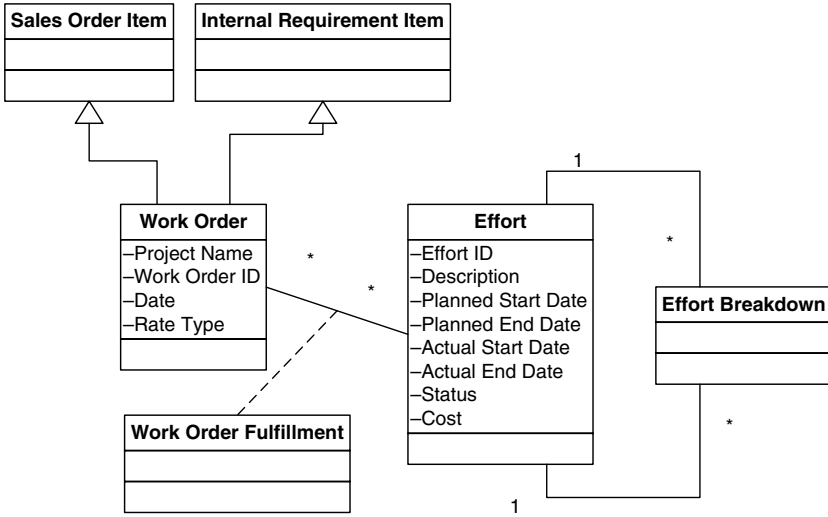 Sales Order Item
Internal Requirement Item
1
Work Order
–Project Name
–Work Order ID
–Date
–Rate Type
*
*
Effort
–Effort ID
–Description
–Planned Start Date
–Planned End Date
–Actual Start Date
–Actual End Date
–Status
–Cost
*
Effort Breakdown
*
Work Order Fulfillment
1